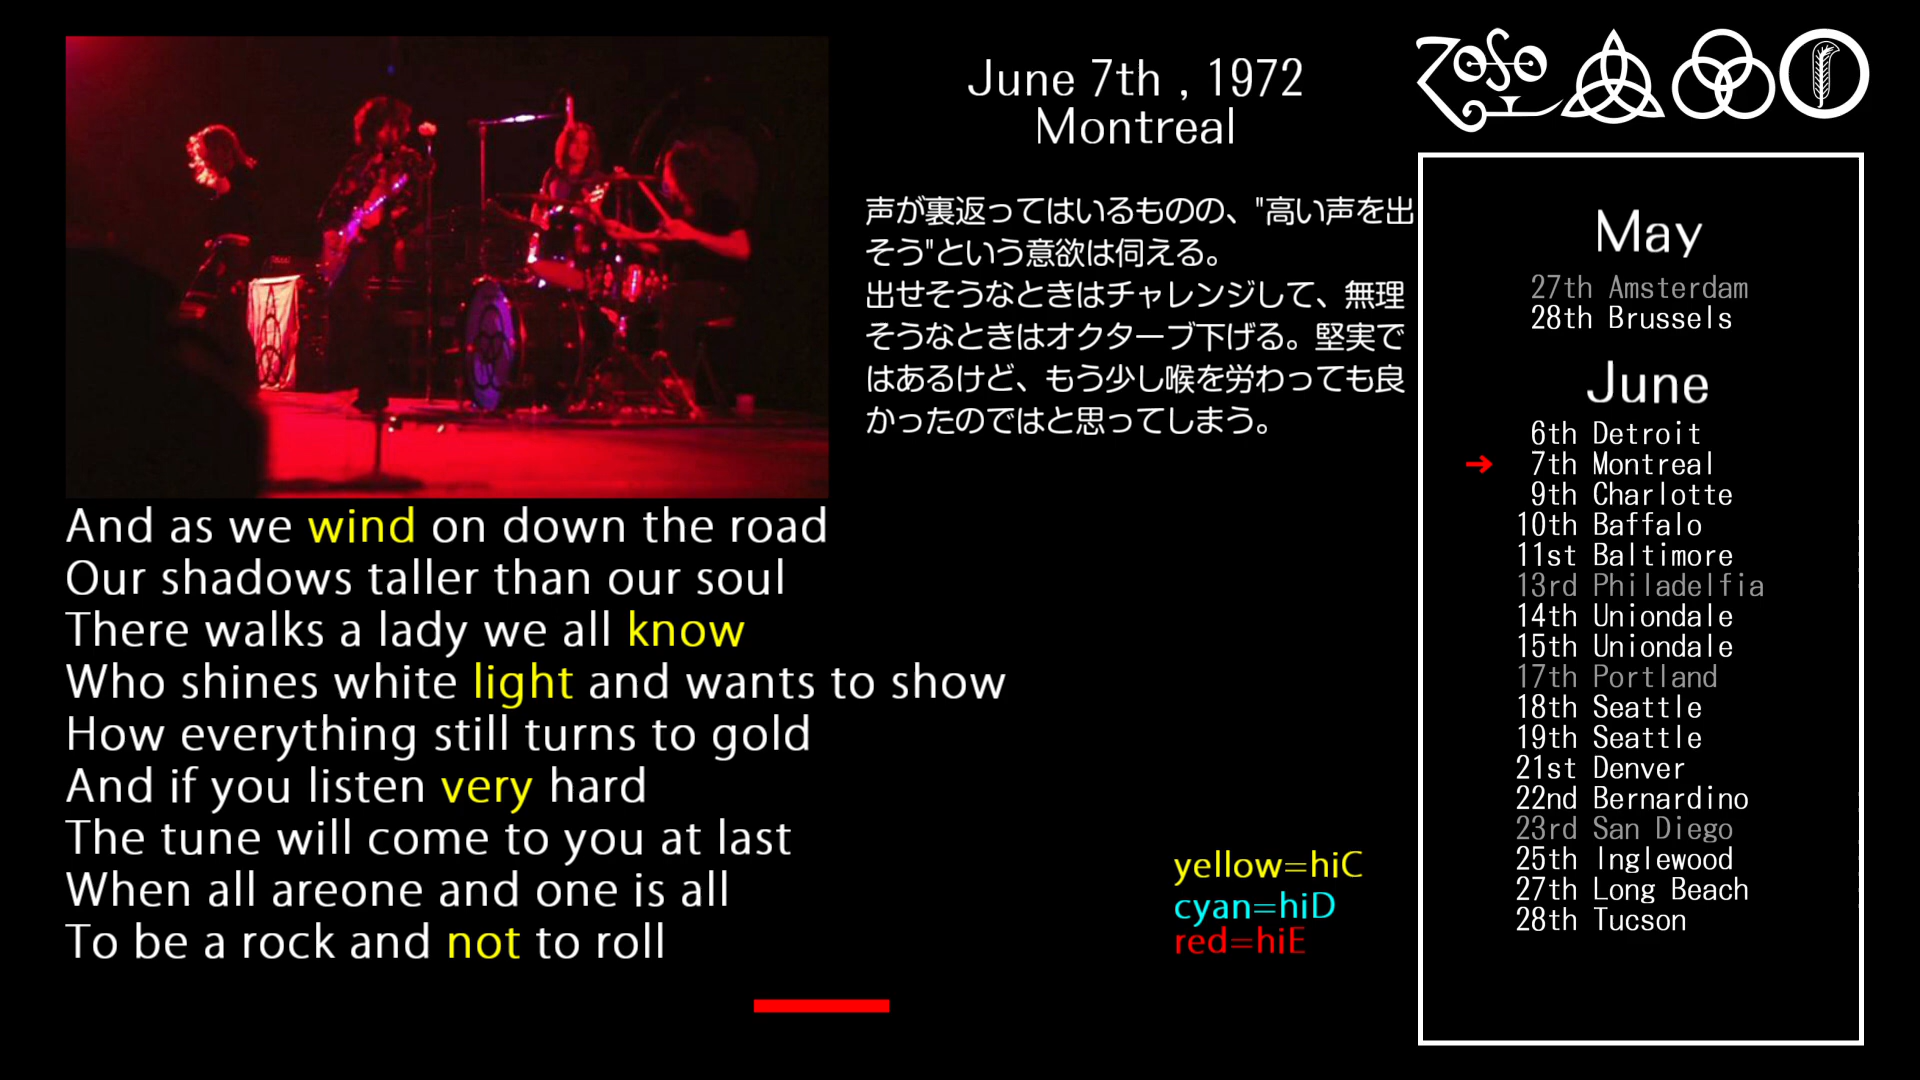 June 7th , 1972
Montreal
声が裏返ってはいるものの、"高い声を出
そう"という意欲は伺える。
出せそうなときはチャレンジして、無理
そうなときはオクターブ下げる。堅実で
はあるけど、もう少し喉を労わっても良
かったのではと思ってしまう。
And as we wind on down the road
Our shadows taller than our soul
There walks a lady we all know
Who shines white light and wants to show
How everything still turns to gold
And if you listen very hard
The tune will come to you at last
When all areone and one is all
To be a rock and not to roll
yellow=hiC
cyan=hiD
red=hiE
ZOSO
May
27th Amsterdam
28th Brussels
June
6th Detroit
→ 7th Montreal
9th Charlotte
10th Baffalo
11st Baltimore
13rd Philadelfia
14th Uniondale
15th Uniondale
17th Portland
18th Seattle
19th Seattle
21st Denver
22nd Bernardino
23rd San Diego
25th Inglewood
27th Long Beach
28th Tucson